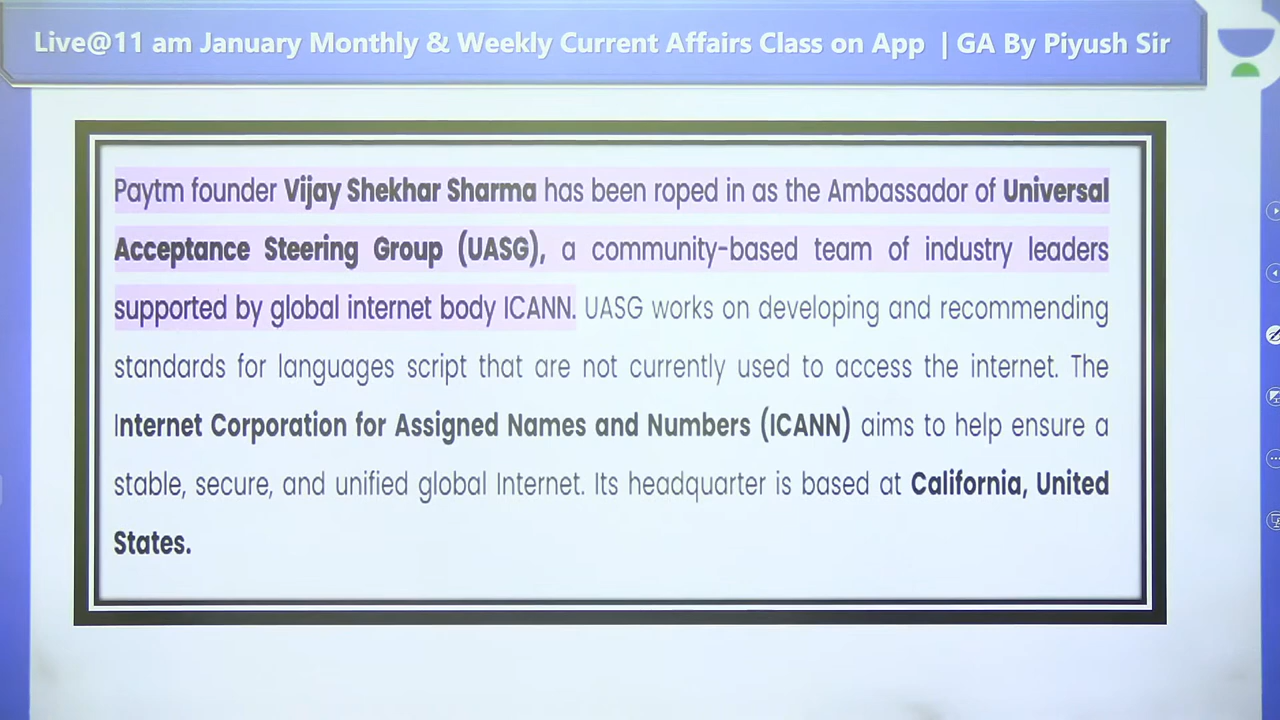 Live@11 am January Monthly & Weekly Current Affairs Class on App | GA By Piyush Sir
Paytm founder Vijay Shekhar Sharma has been roped in as the Ambassador of Universal
Acceptance Steering Group (UASG), a community-based team of industry leaders
supported by global internet body ICANN. UASG works on developing and recommending
standards for languages script that are not currently used to access the internet. The
Internet Corporation for Assigned Names and Numbers (ICANN) aims to help ensure a
stable, secure, and unified global Internet. Its headquarter is based at California, United
States.